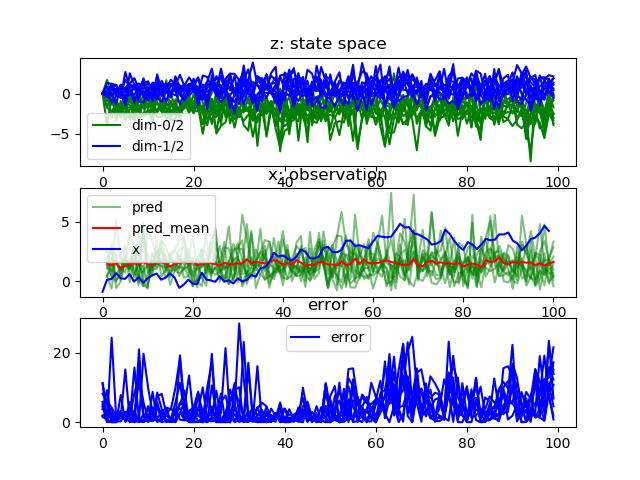 z: state space
0
−5
dim-0/2
dim-1/2
0 20 40 60 80 100
x: observation
5
0
pred
pred_mean
x
0 20 40 60 80 100
error
20
0
error
0 20 40 60 80 100